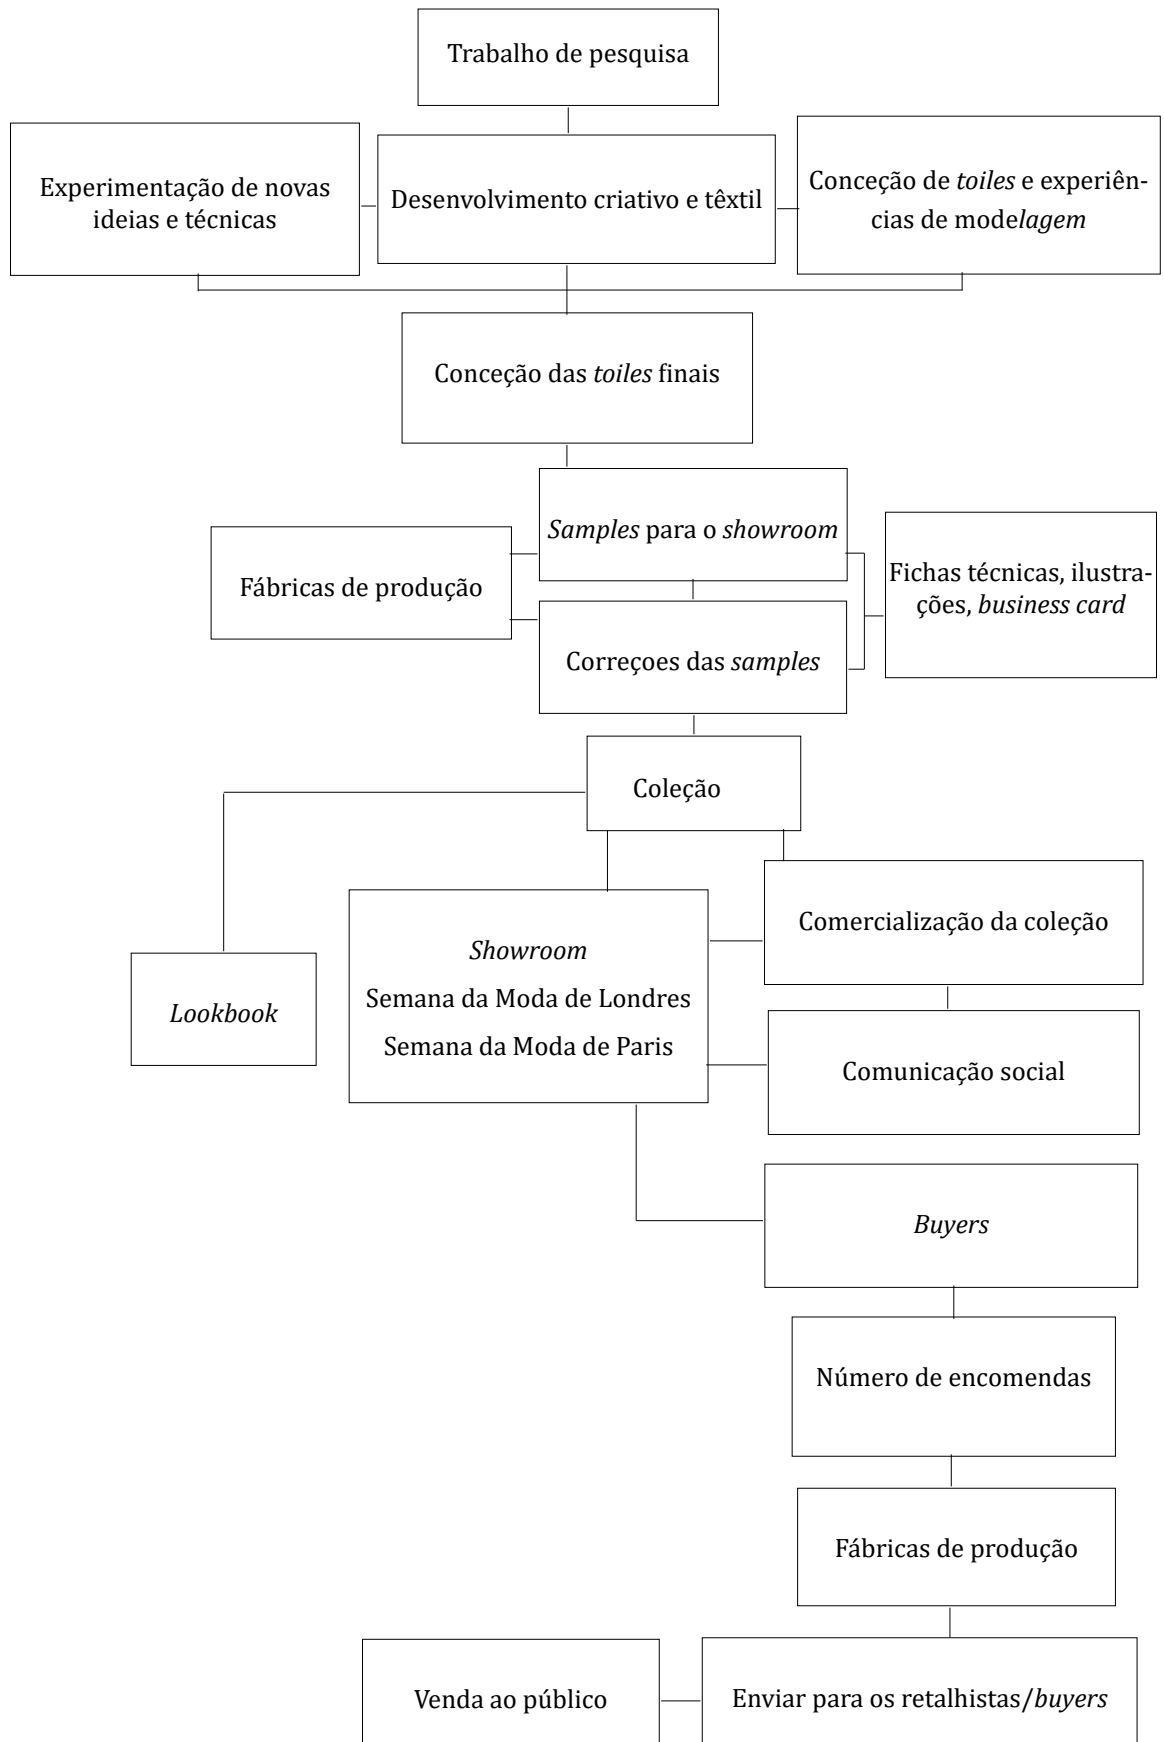 Trabalho de pesquisa
Experimentação de novas
ideias e técnicas
Desenvolvimento criativo e têxtil
Conceção de toiles e experiên-
cias de modelagem
Conceção das toiles finais
Samples para o showroom
Fábricas de produção
Fichas técnicas, ilustra-
ções, business card
Correçoes das samples
Coleção
Comercialização da coleção
Showroom
Semana da Moda de Londres
Semana da Moda de Paris
Lookbook
Comunicação social
Buyers
Número de encomendas
Fábricas de produção
Venda ao público
Enviar para os retalhistas/buyers